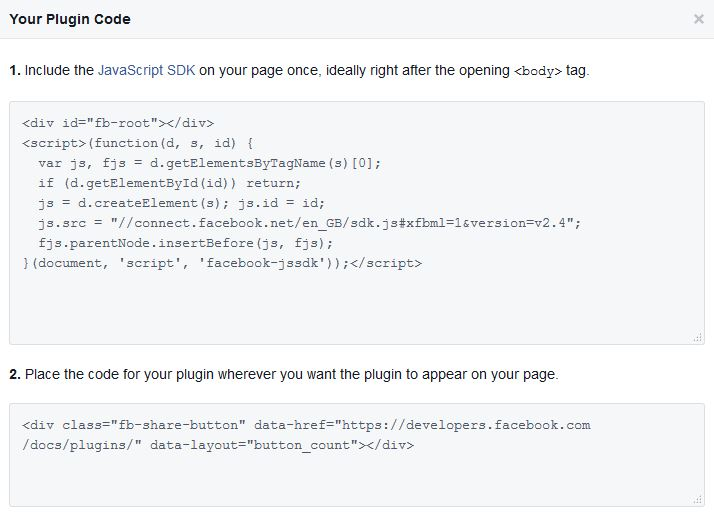 Your Plugin Code ×
1. Include the JavaScript SDK on your page once, ideally right after the opening <body> tag.
<div id="fb-root"></div>
<script>(function(d, s, id) {
  var js, fjs = d.getElementsByTagName(s)[0];
  if (d.getElementById(id)) return;
  js = d.createElement(s); js.id = id;
  js.src = "//connect.facebook.net/en_GB/sdk.js#xfbml=1&version=v2.4";
  fjs.parentNode.insertBefore(js, fjs);
}(document, 'script', 'facebook-jssdk'));</script>
2. Place the code for your plugin wherever you want the plugin to appear on your page.
<div class="fb-share-button" data-href="https://developers.facebook.com
/docs/plugins/" data-layout="button_count"></div>